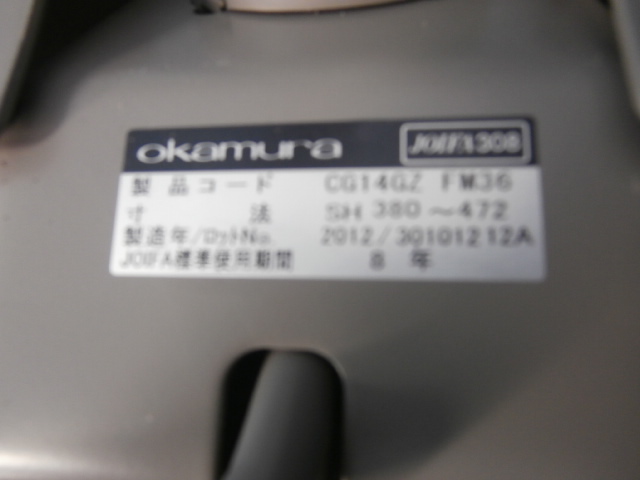 okamura JOIFA308
製品コード CG14GZ FM36
寸法 SH 380～472
製造年/ロットNo. 2012/30101212A
JOIFA標準使用期間 8 年